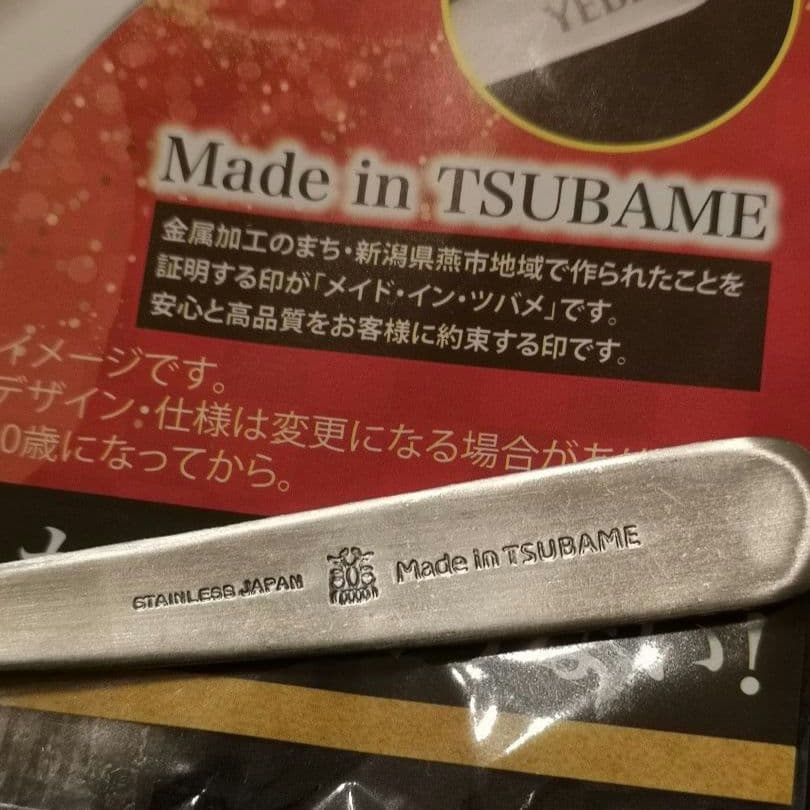 YEB
Made in TSUBAME
金属加工のまち・新潟県燕市地域で作られたことを
証明する印が「メイド・イン・ツバメ」です。
安心と高品質をお客様に約束する印です。
イメージです。
デザイン・仕様は変更になる場合があ
0歳になってから。
STAINLESS JAPAN
Made in TSUBAME
い!